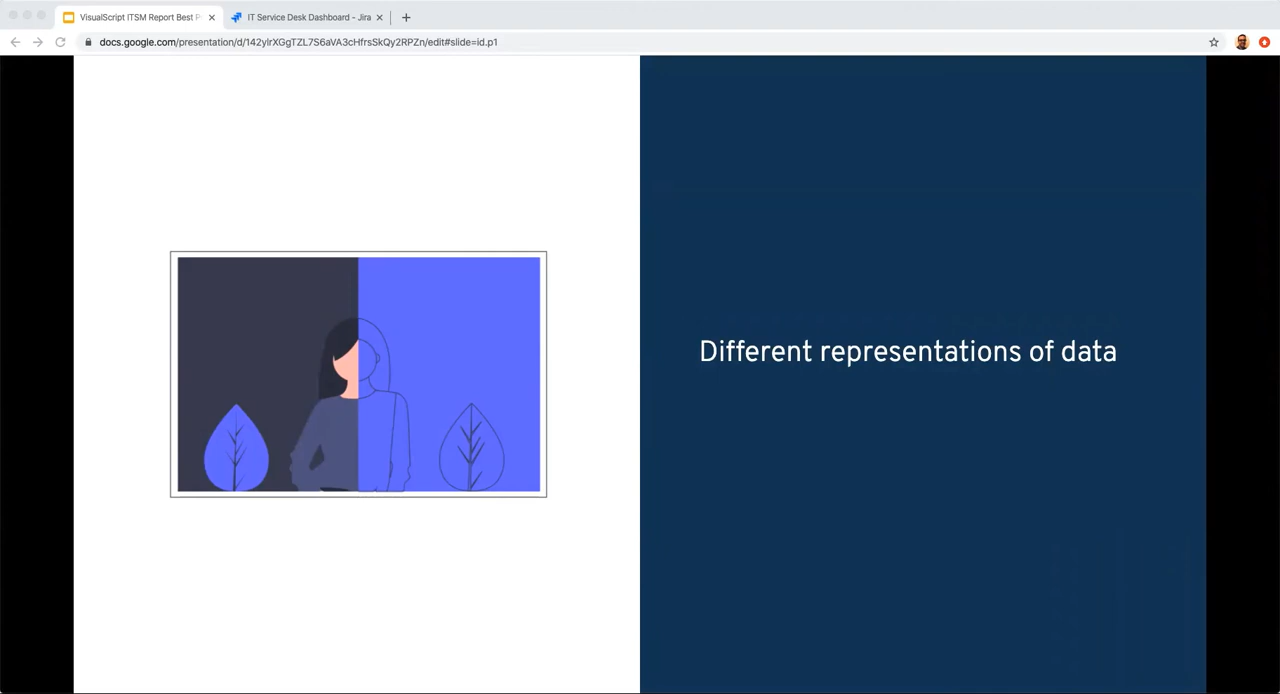 VisualScript ITSM Report Best P
IT Service Desk Dashboard - Jira
docs.google.com/presentation/d/142ylrXGgTZL7S6aVA3cHfrsSkQy2RPZn/edit#slide=id.p1
Different representations of data